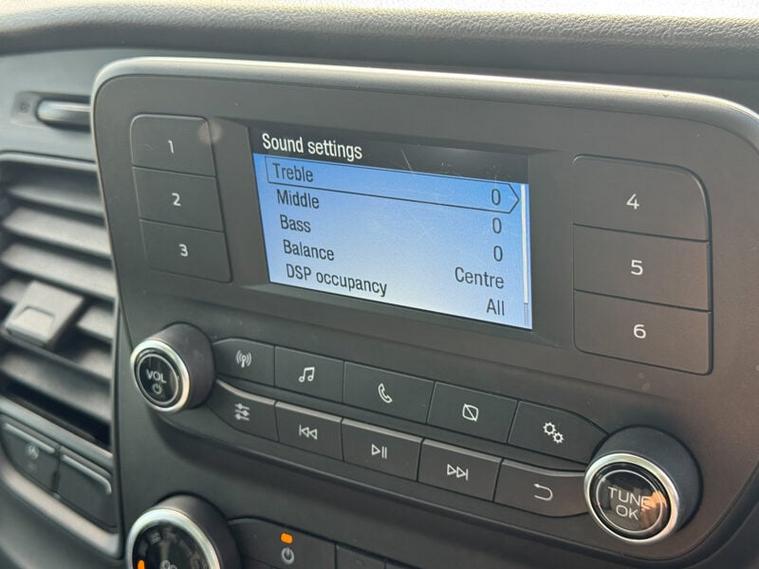 Sound settings
Treble 0
Middle 0
Bass 0
Balance Centre
DSP occupancy All
1
2
3
4
5
6
VOL
TUNE
OK